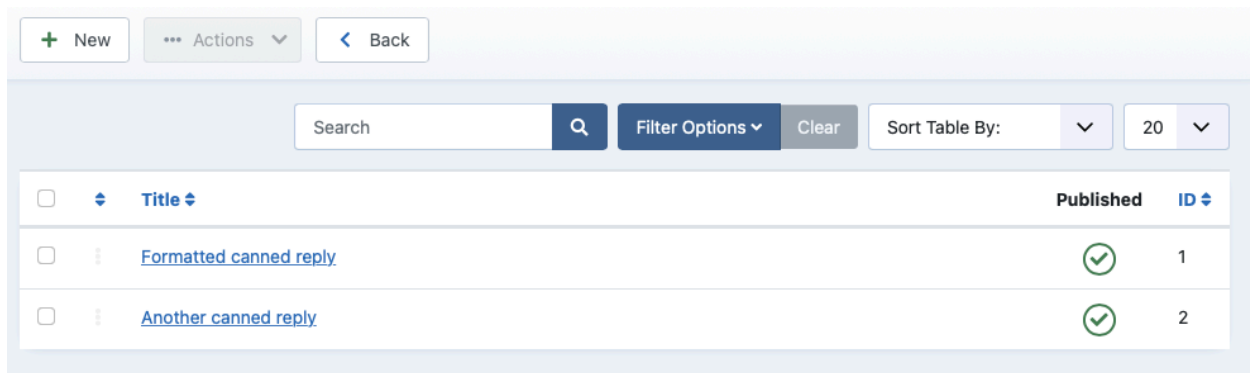 New Actions Back
Search Filter Options Clear Sort Table By: 20
Title Published ID
Formatted canned reply 1
Another canned reply 2